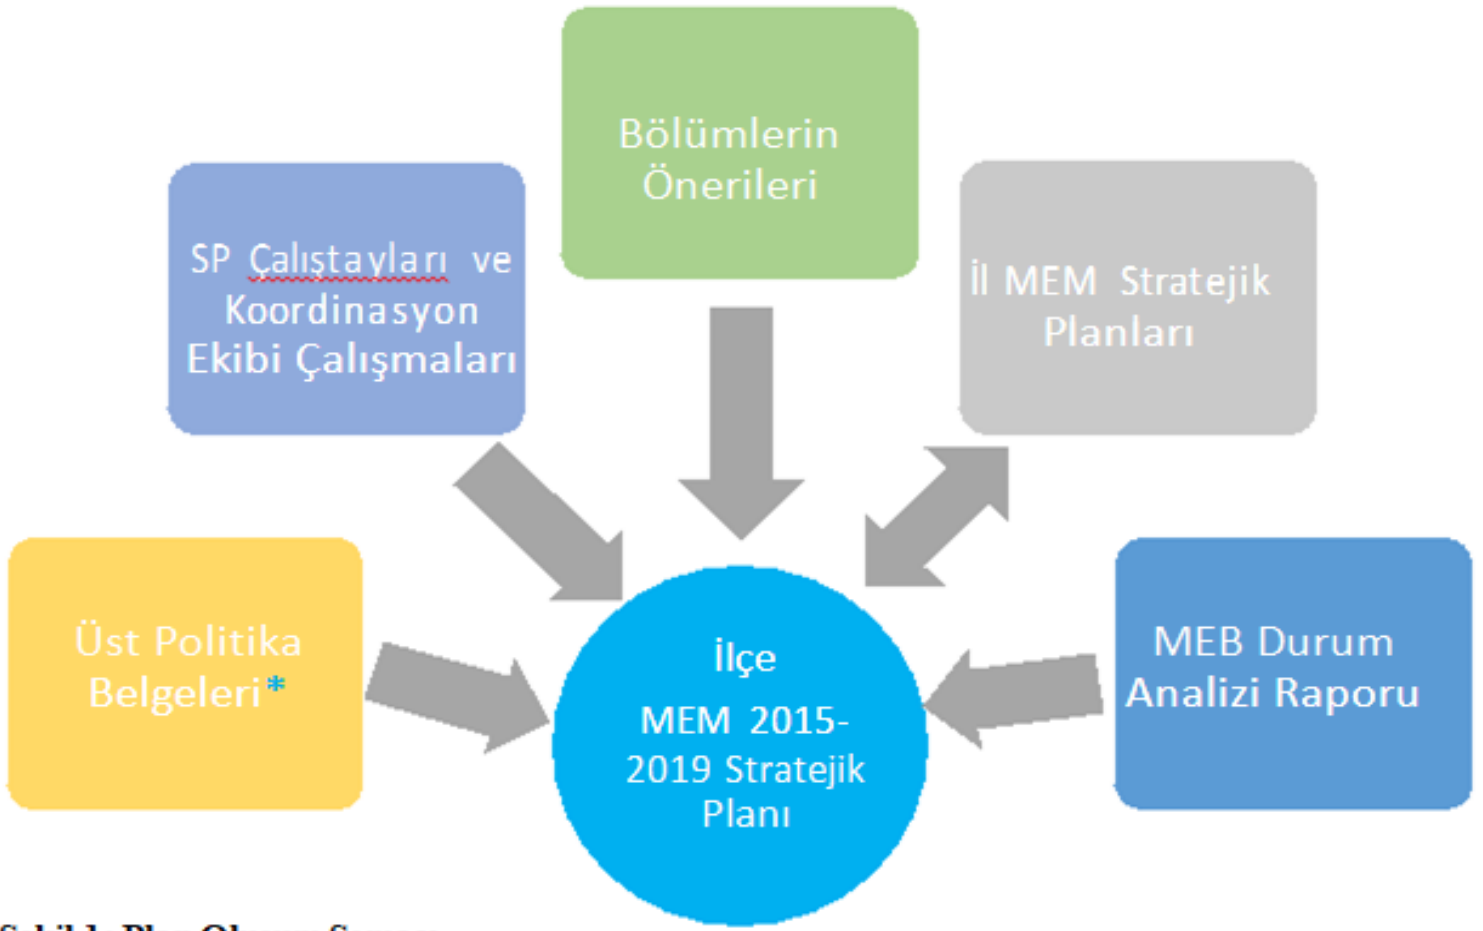 Bölümlerin
Önerileri
SP Çalıştayları ve
Koordinasyon
Ekibi Çalışmaları
İl MEM Stratejik
Planları
Üst Politika
Belgeleri*
MEB Durum
Analizi Raporu
İlçe
MEM 2015-
2019 Stratejik
Planı